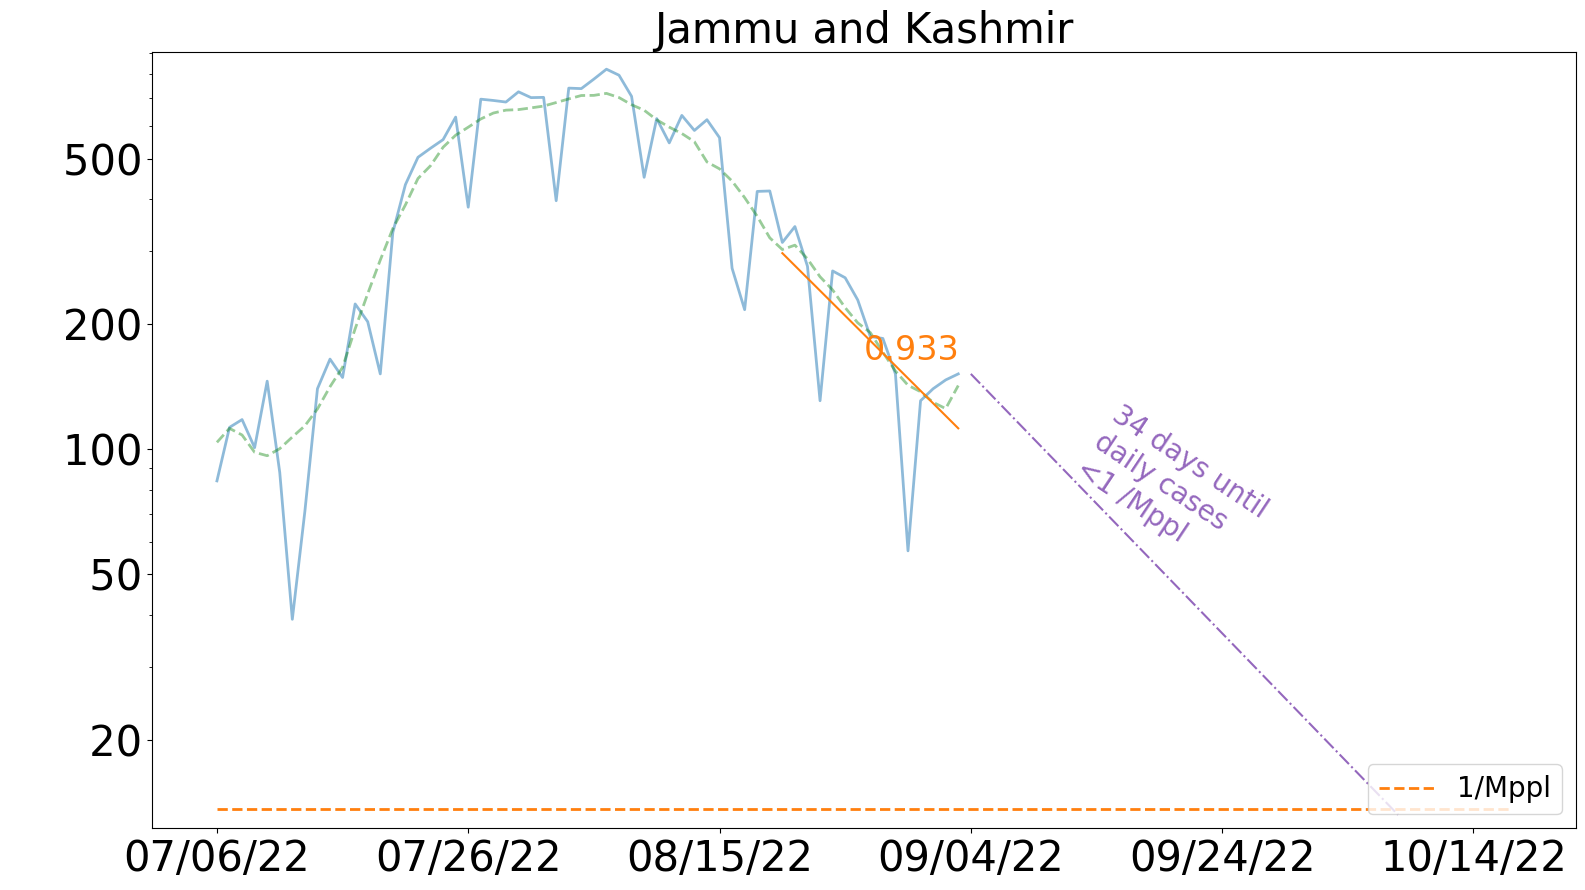 Jammu and Kashmir
500
200
100
50
20
0.933
34 days until
daily cases
<1 /Mppl
1/Mppl
07/06/22
07/26/22
08/15/22
09/04/22
09/24/22
10/14/22